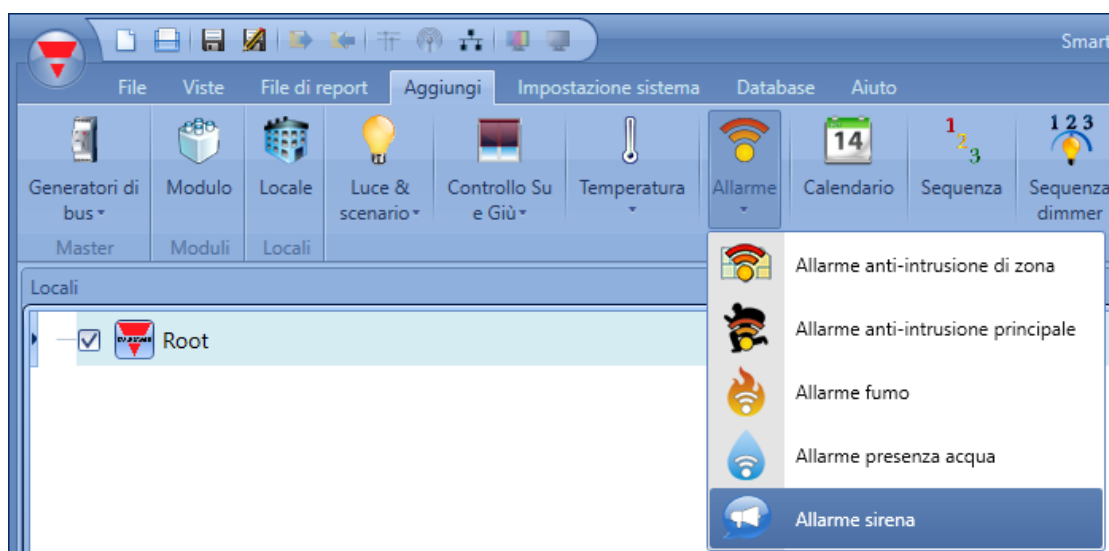 Smart
File Viste File di report Aggiungi Impostazione sistema Database Aiuto
14
1 2 3
1 2 3
Generatori di bus
Modulo
Locale
Luce & scenario
Controllo Su e Giù
Temperatura
Allarme
Calendario
Sequenza
Sequenza dimmer
Master
Moduli
Locali
Locali
Root
Allarme anti-intrusione di zona
Allarme anti-intrusione principale
Allarme fumo
Allarme presenza acqua
Allarme sirena